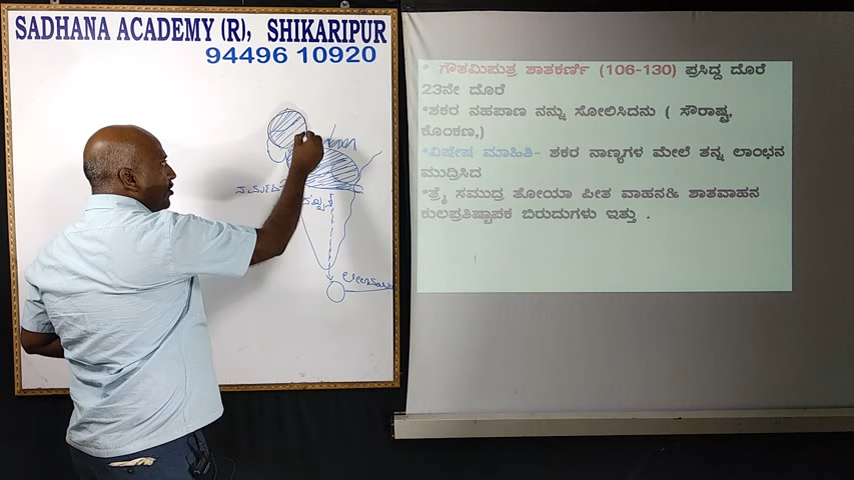 SADHANA ACADEMY (R), SHIKARIPUR
94496 10920
* ಗೌತಮಿಪುತ್ರ ಶಾತಕರ್ಣಿ (106-130) ಪ್ರಸಿದ್ದ ದೊರೆ
23ನೇ ದೊರೆ
*ಶಕರ ನಹಪಾಣ ನನ್ನು ಸೋಲಿಸಿದನು ( ಸೌರಾಷ್ಟ್ರ,
ಕೊಂಕಣ,)
*ವಿಷೇಷ ಮಾಹಿತಿ- ಶಕರ ನಾಣ್ಯಗಳ ಮೇಲೆ ತನ್ನ ಲಾಂಛನ
ಮುದ್ರಿಸಿದ
*ತ್ರೈ ಸಮುದ್ರ ತೋಯಾ ಪೀತ ವಾಹನ& ಶಾತವಾಹನ
ಕುಲಪ್ರತಿಷ್ಟಾಪಕ ಬಿರುದುಗಳು ಇತ್ತು .